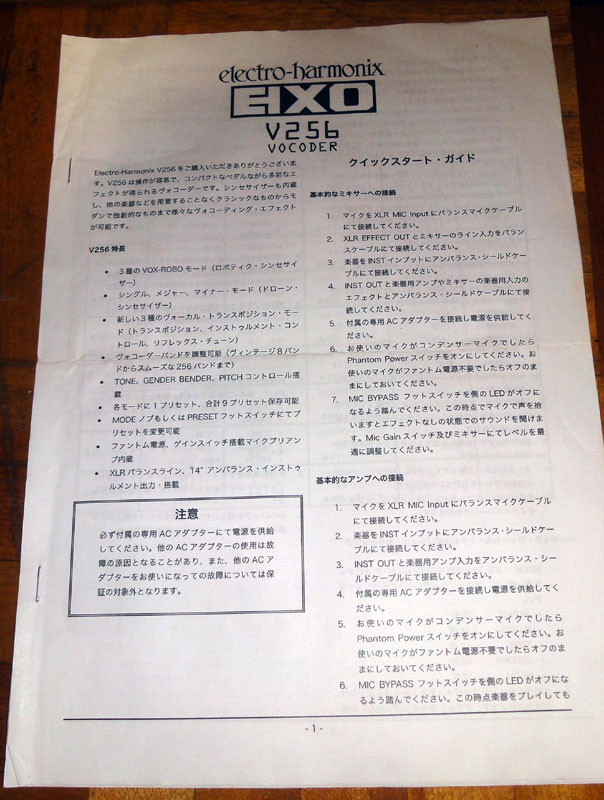 electro-harmonix
EHXO
V256
VOCODER
Electro-Harmonix V256をご購入いただきありがとうございま
す。V256は操作が容易で、コンパクトなペダルながら多彩なエ
フェクトが得られるヴォコーダーです。シンセサイザーも内蔵
し、他の楽器などを用意することなくクラシックなものからモ
ダンで独創的なものまで様々なヴォコーディング・エフェクト
が可能です。
V256 特長
• 3種の VOX-ROBO モード（ロボティク・シンセサイ
ザー）
• シングル、メジャー、マイナー・モード（ドローン・
シンセサイザー）
• 新しい3種のヴォーカル・トランスポジション・モー
ド（トランスポジション、インストゥルメント・コン
トロール、リフレックス・チューン）
• ヴォコーダーバンドを調整可能（ヴィンテージ8バン
ドからスムーズな256バンドまで）
• TONE、GENDER BENDER、PITCH コントロール搭
載
• 各モードに1プリセット、合計9プリセット保存可能
• MODE ノブもしくは PRESET フットスイッチにてプ
リセットを変更可能
• ファントム電源、ゲインスイッチ搭載マイクプリアン
プ内蔵
• XLR バランスライン、14” アンバランス・インストゥ
ルメント出力・搭載
注意
必ず付属の専用 AC アダプターにて電源を供給
してください。他の AC アダプターの使用は故
障の原因となることがあり、また、他の AC ア
ダプターをお使いになっての故障については保
証の対象外となります。
クイックスタート・ガイド
基本的なミキサーへの接続
1. マイクを XLR MIC Input にバランスマイクケーブル
にて接続してください。
2. XLR EFFECT OUT とミキサーのライン入力をバラン
スケーブルにて接続してください。
3. 楽器を INST インプットにアンバランス・シールドケー
ブルにて接続してください。
4. INST OUT と楽器用アンプやミキサーの楽器用入力の
エフェクトとアンバランス・シールドケーブルにて接
続してください。
5. 付属の専用 AC アダプターを接続し電源を供給してく
ださい。
6. お使いのマイクがコンデンサーマイクでしたら
Phantom Power スイッチをオンにしてください。お
使いのマイクがファントム電源不要でしたらオフのま
まにしておいてください。
7. MIC BYPASS フットスイッチを側の LED がオフに
なるよう踏んでください。この時点でマイクで声を拾
いますとエフェクトなしの状態でのサウンドを聞けま
す。Mic Gain スイッチ及びミキサーにてレベルを最
適に調整してください。
基本的なアンプへの接続
1. マイクを XLR MIC Input にバランスマイクケーブル
にて接続してください。
2. 楽器を INST インプットにアンバランス・シールドケー
ブルにて接続してください。
3. INST OUT と楽器用アンプ入力をアンバランス・シー
ルドケーブルにて接続してください。
4. 付属の専用 AC アダプターを接続し電源を供給してく
ださい。
5. お使いのマイクがコンデンサーマイクでしたら
Phantom Power スイッチをオンにしてください。お
使いのマイクがファントム電源不要でしたらオフのま
まにしておいてください。
6. MIC BYPASS フットスイッチを側の LED がオフにな
るよう踏んでください。この時点楽器をプレイしても
- 1 -